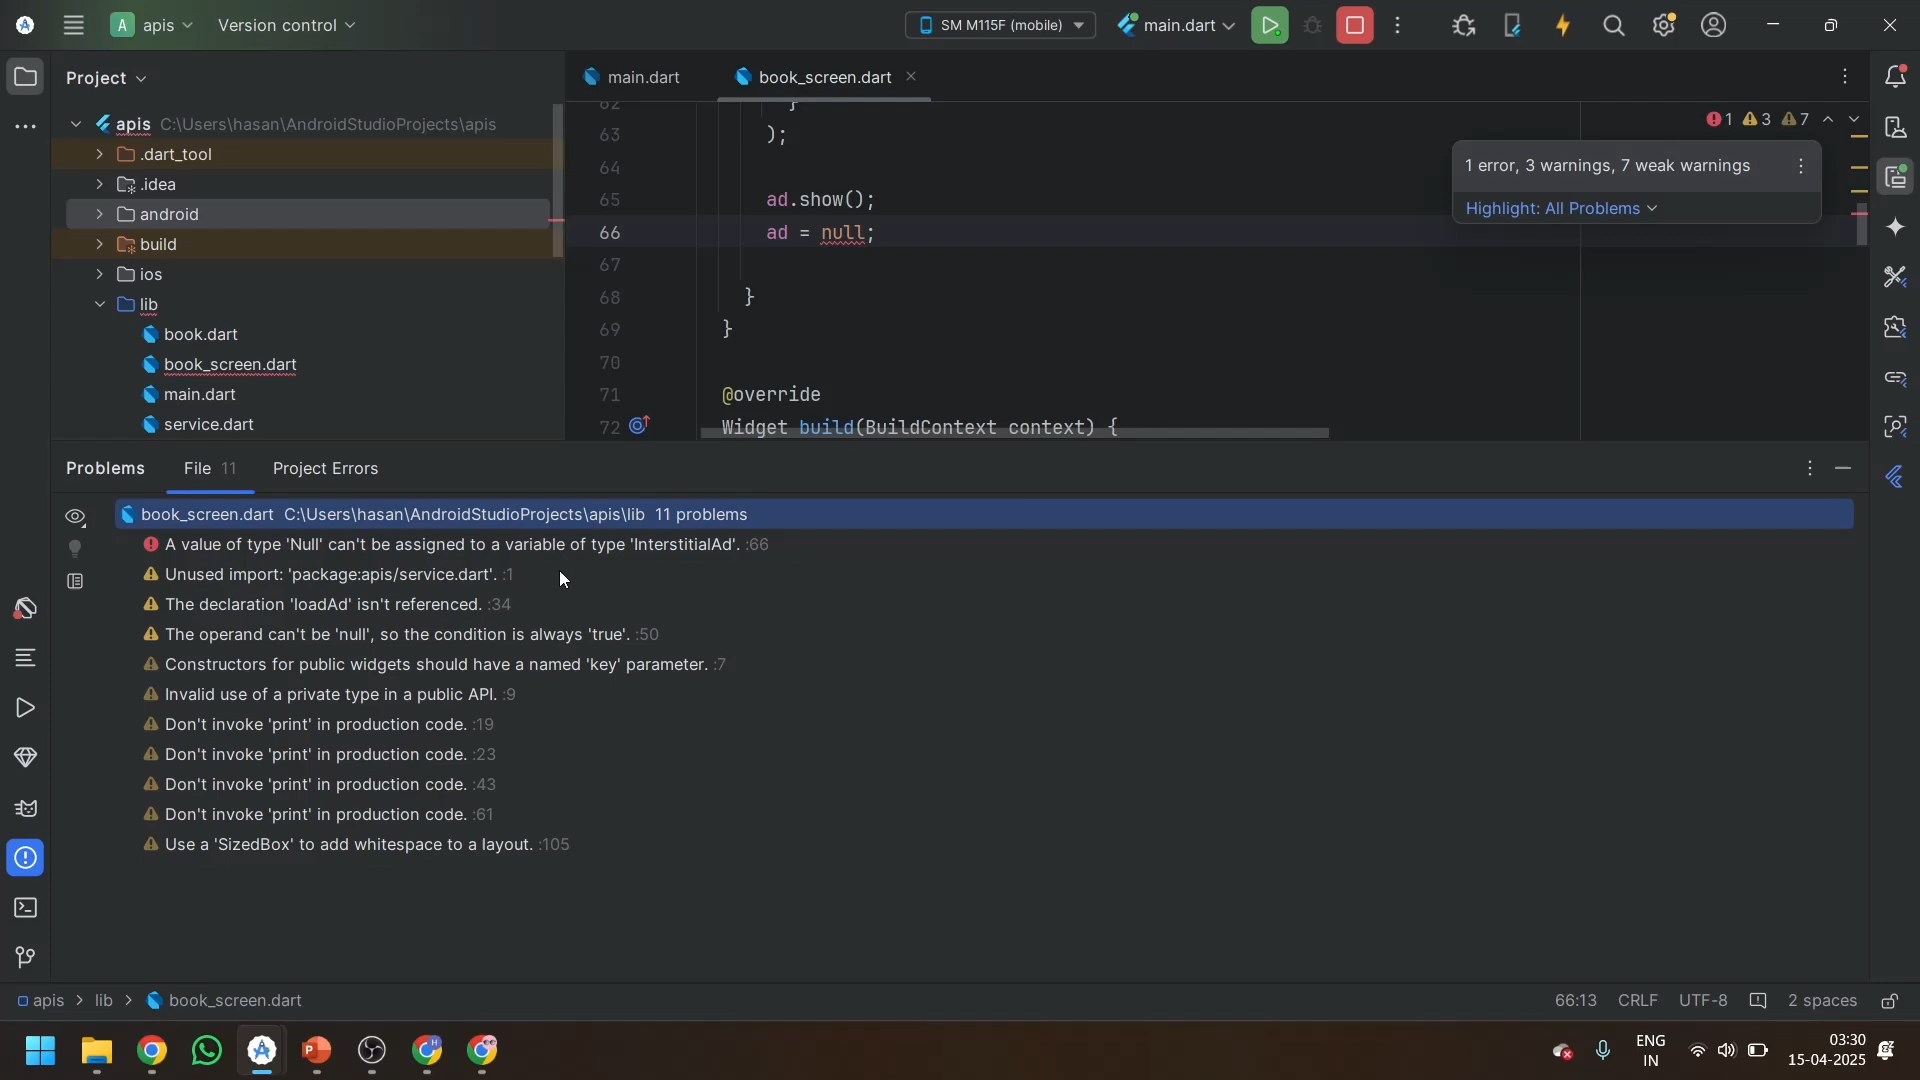 A apis
Version control
SM M115F (mobile)
main.dart
Project
apis C:\Users\hasan\AndroidStudioProjects\apis
.dart_tool
.idea
android
build
ios
lib
book.dart
book_screen.dart
main.dart
service.dart
main.dart
book_screen.dart
1 3 7
1 error, 3 warnings, 7 weak warnings
Highlight: All Problems
62 }
63 );
64
65 ad.show();
66 ad = null;
67
68 }
69 }
70
71 @override
72 Widget build(BuildContext context) {
Problems
File 11
Project Errors
book_screen.dart C:\Users\hasan\AndroidStudioProjects\apis\lib 11 problems
A value of type 'Null' can't be assigned to a variable of type 'InterstitialAd'. :66
Unused import: 'package:apis/service.dart'. :1
The declaration 'loadAd' isn't referenced. :34
The operand can't be 'null', so the condition is always 'true'. :50
Constructors for public widgets should have a named 'key' parameter. :7
Invalid use of a private type in a public API. :9
Don't invoke 'print' in production code. :19
Don't invoke 'print' in production code. :23
Don't invoke 'print' in production code. :43
Don't invoke 'print' in production code. :61
Use a 'SizedBox' to add whitespace to a layout. :105
apis > lib > book_screen.dart
66:13 CRLF UTF-8 2 spaces
ENG
IN
03:30
15-04-2025